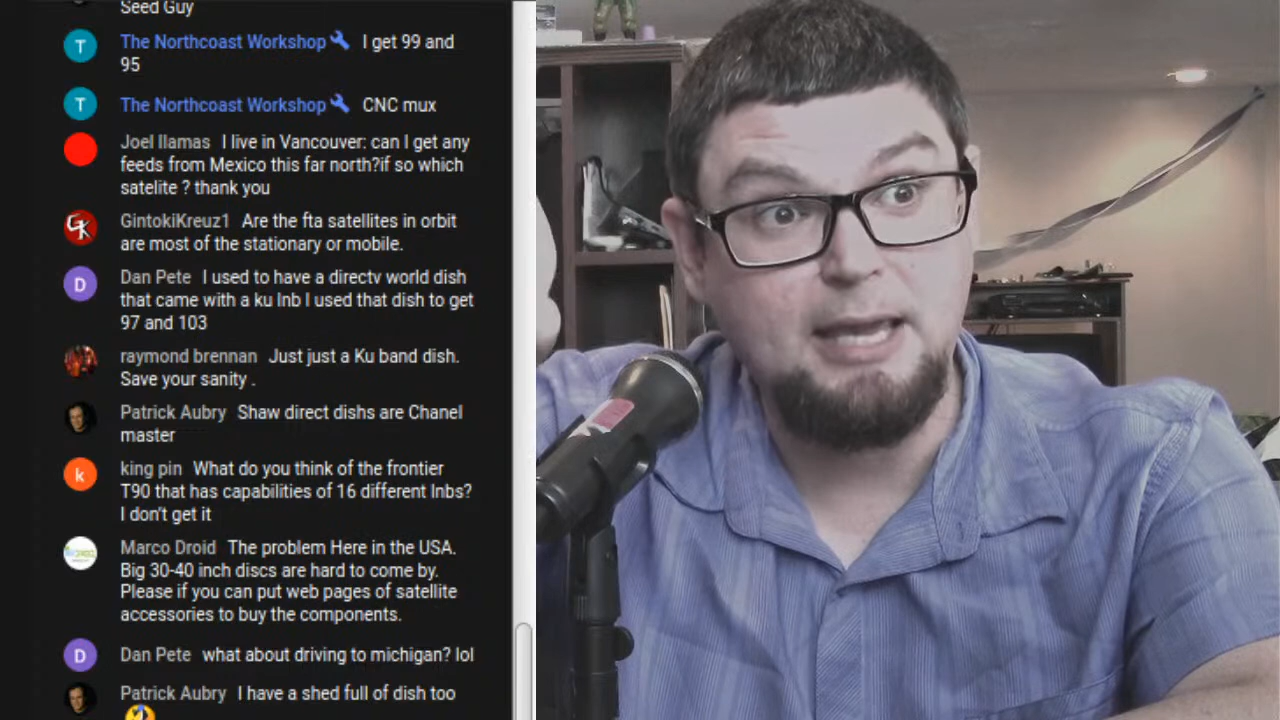 Seed Guy
T The Northcoast Workshop I get 99 and
95
T The Northcoast Workshop CNC mux
Joel llamas I live in Vancouver: can I get any
feeds from Mexico this far north?if so which
satelite ? thank you
GK GintokiKreuz1 Are the fta satellites in orbit
are most of the stationary or mobile.
D Dan Pete I used to have a directv world dish
that came with a ku lnb I used that dish to get
97 and 103
raymond brennan Just just a Ku band dish.
Save your sanity .
Patrick Aubry Shaw direct dishs are Chanel
master
k king pin What do you think of the frontier
T90 that has capabilities of 16 different lnbs?
I don't get it
Marco Droid The problem Here in the USA.
Big 30-40 inch discs are hard to come by.
Please if you can put web pages of satellite
accessories to buy the components.
D Dan Pete what about driving to michigan? lol
Patrick Aubry I have a shed full of dish too